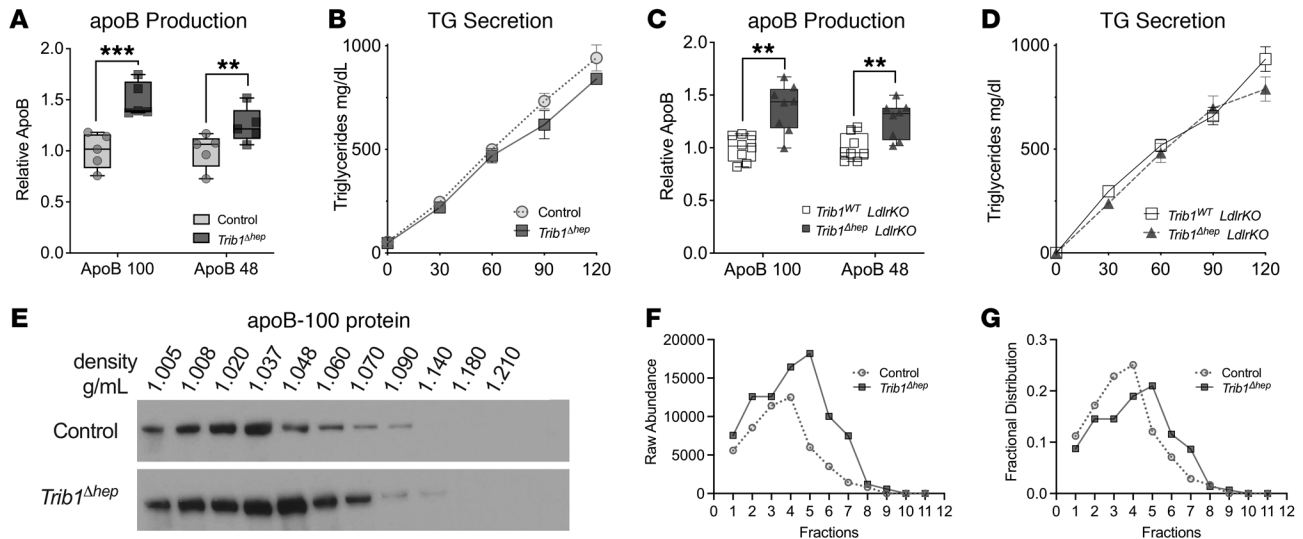 A
apoB Production
Relative ApoB
2.0
1.5
1.0
0.5
0.0
***
**
Control
Trib1Δhep
ApoB 100
ApoB 48
B
TG Secretion
Triglycerides mg/dL
1000
500
0
Control
Trib1Δhep
0
30
60
90
120
C
apoB Production
Relative ApoB
2.0
1.5
1.0
0.5
0.0
**
**
Trib1WT LdlrKO
Trib1Δhep LdlrKO
ApoB 100
ApoB 48
D
TG Secretion
Triglycerides mg/dl
1000
500
0
Trib1WT LdlrKO
Trib1Δhep LdlrKO
0
30
60
90
120
E
apoB-100 protein
density
g/mL
1.005
1.008
1.020
1.037
1.048
1.060
1.070
1.090
1.140
1.180
1.210
Control
Trib1Δhep
F
Raw Abundance
20000
15000
10000
5000
0
Control
Trib1Δhep
0 1 2 3 4 5 6 7 8 9 10 11 12
Fractions
G
Fractional Distribution
0.3
0.2
0.1
0.0
Control
Trib1Δhep
0 1 2 3 4 5 6 7 8 9 10 11 12
Fractions